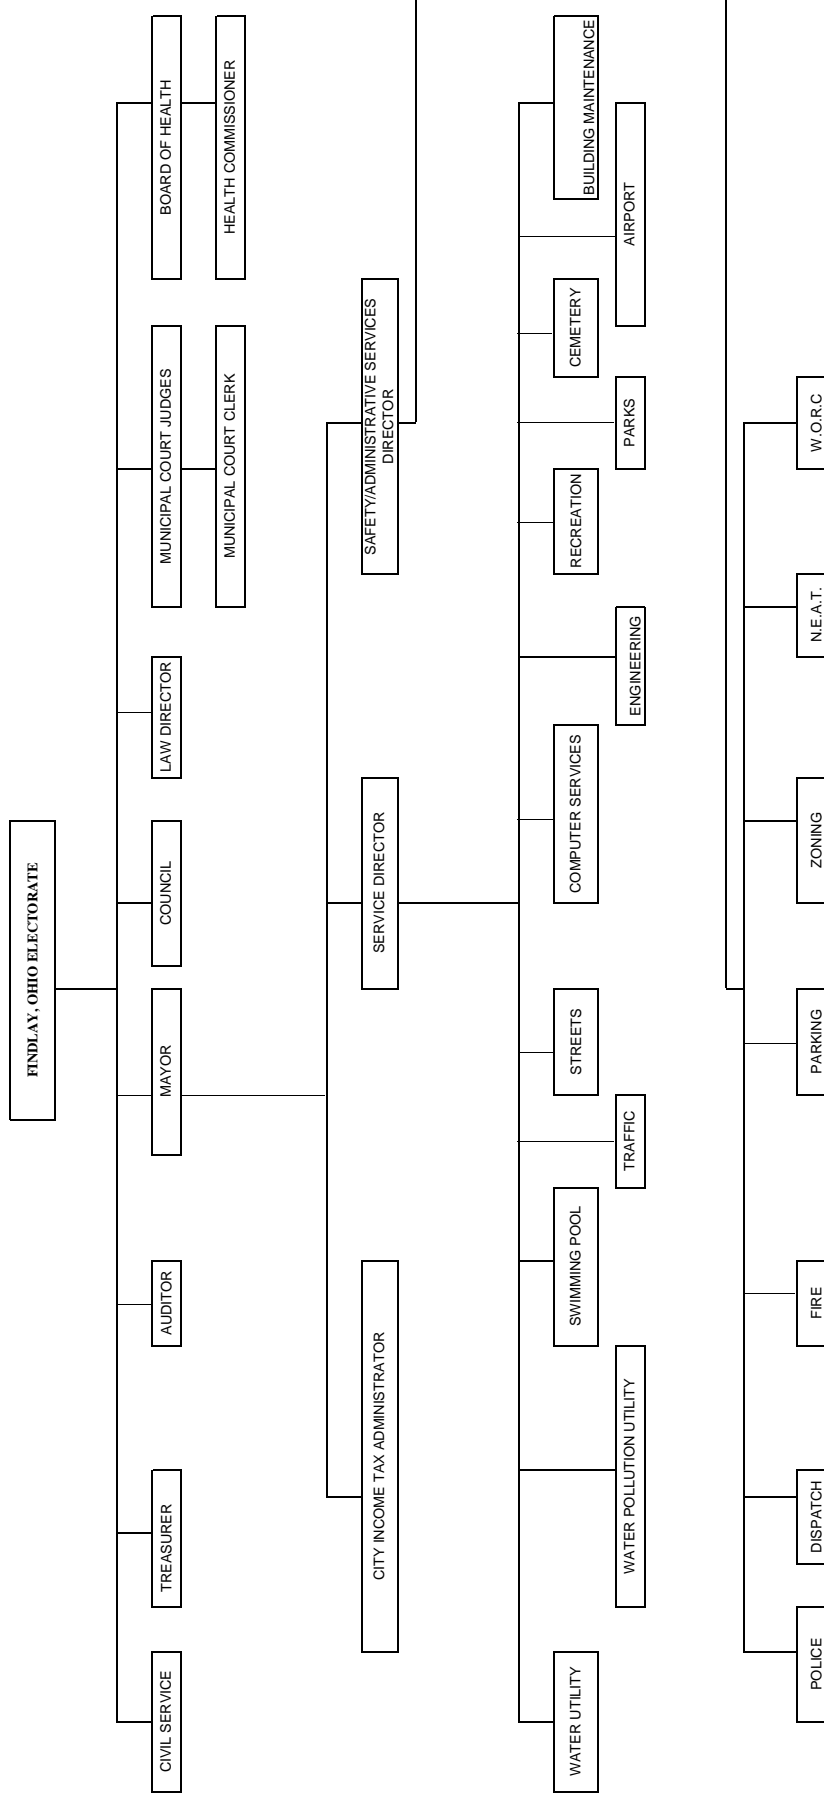 FINDLAY, OHIO ELECTORATE
CIVIL SERVICE
TREASURER
AUDITOR
MAYOR
COUNCIL
LAW DIRECTOR
MUNICIPAL COURT JUDGES
BOARD OF HEALTH
MUNICIPAL COURT CLERK
HEALTH COMMISSIONER
CITY INCOME TAX ADMINISTRATOR
SERVICE DIRECTOR
SAFETY/ADMINISTRATIVE SERVICES
DIRECTOR
WATER UTILITY
SWIMMING POOL
STREETS
COMPUTER SERVICES
RECREATION
CEMETERY
BUILDING MAINTENANCE
WATER POLLUTION UTILITY
TRAFFIC
ENGINEERING
PARKS
AIRPORT
POLICE
DISPATCH
FIRE
PARKING
ZONING
N.E.A.T.
W.O.R.C